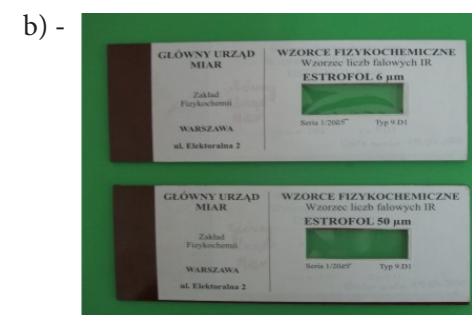 b) -
GŁÓWNY URZĄD
MIAR
Zakład
Fizykochemii
WARSZAWA
ul. Elektoralna 2
WZORCE FIZYKOCHEMICZNE
Wzorzec liczb falowych IR
ESTROFOL 6 µm
Seria 1/2005 Typ 9.D1
GŁÓWNY URZĄD
MIAR
Zakład
Fizykochemii
WARSZAWA
ul. Elektoralna 2
WZORCE FIZYKOCHEMICZNE
Wzorzec liczb falowych IR
ESTROFOL 50 µm
Seria 1/2005 Typ 9.D1